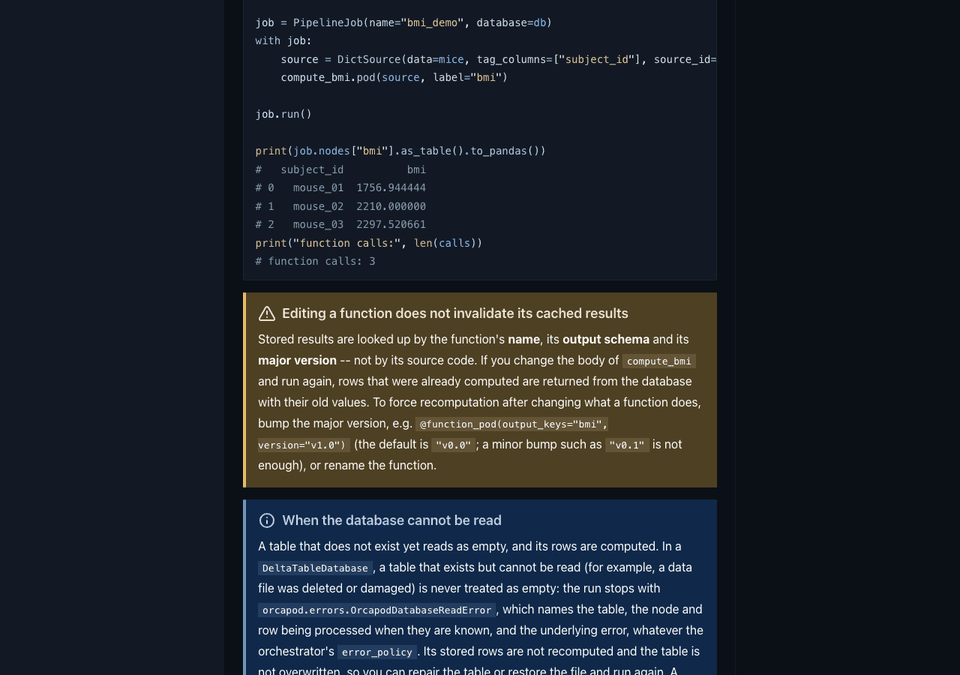 job = PipelineJob(name="bmi_demo", database=db)
with job:
    source = DictSource(data=mice, tag_columns=["subject_id"], source_id=
    compute_bmi.pod(source, label="bmi")
job.run()
print(job.nodes["bmi"].as_table().to_pandas())
#   subject_id          bmi
# 0   mouse_01  1756.944444
# 1   mouse_02  2210.000000
# 2   mouse_03  2297.520661
print("function calls:", len(calls))
# function calls: 3
Editing a function does not invalidate its cached results
Stored results are looked up by the function's name, its output schema and its
major version -- not by its source code. If you change the body of compute_bmi
and run again, rows that were already computed are returned from the database
with their old values. To force recomputation after changing what a function does,
bump the major version, e.g. @function_pod(output_keys="bmi",
version="v1.0") (the default is "v0.0"; a minor bump such as "v0.1" is not
enough), or rename the function.
When the database cannot be read
A table that does not exist yet reads as empty, and its rows are computed. In a
DeltaTableDatabase, a table that exists but cannot be read (for example, a data
file was deleted or damaged) is never treated as empty: the run stops with
orcapod.errors.OrcapodDatabaseReadError, which names the table, the node and
row being processed when they are known, and the underlying error, whatever the
orchestrator's error_policy. Its stored rows are not recomputed and the table is
not overwritten, so you can repair the table or restore the file and run again. A